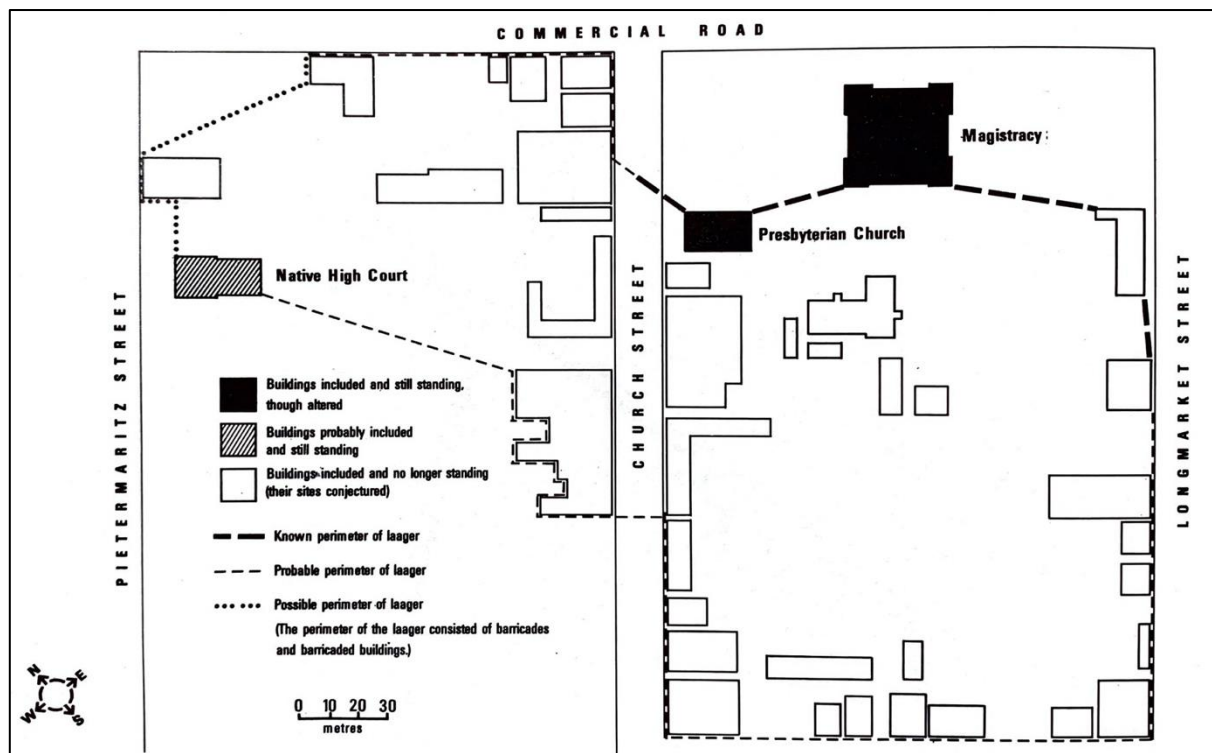 COMMERCIAL ROAD
Magistracy
Presbyterian Church
Native High Court
PIETERMARITZ STREET
CHURCH STREET
LONGMARKET STREET
Buildings included and still standing,
though altered
Buildings probably included
and still standing
Buildings included and no longer standing
(their sites conjectured)
Known perimeter of laager
Probable perimeter of laager
Possible perimeter of laager
(The perimeter of the laager consisted of barricades
and barricaded buildings.)
N
E
W
S
0 10 20 30
metres